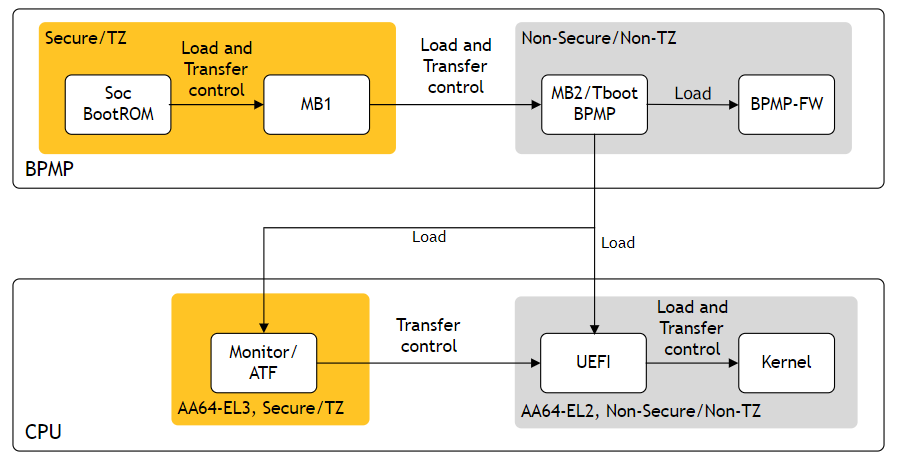 Secure/TZ
Load and
Transfer
control
Soc
BootROM
MB1
Load and
Transfer
control
Non-Secure/Non-TZ
MB2/Tboot
BPMP
Load
BPMP-FW
BPMP
Load
Load
Monitor/
ATF
AA64-EL3, Secure/TZ
Transfer
control
UEFI
Load and
Transfer
control
Kernel
AA64-EL2, Non-Secure/Non-TZ
CPU